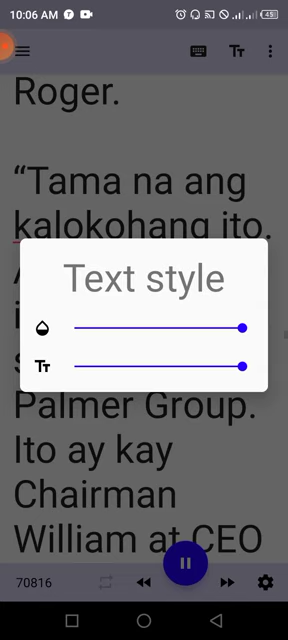 10:06 AM
Roger.
“Tama na ang
kalokohang ito.
Text style
Palmer Group.
Ito ay kay
Chairman
William at CEO
70816